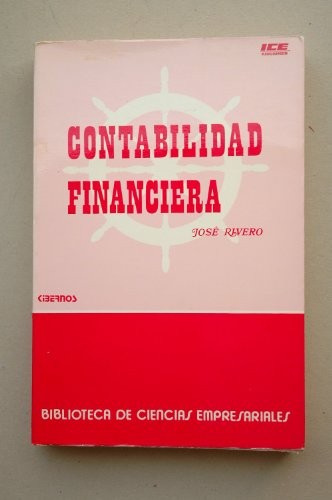 ICE
CONTABILIDAD
FINANCIERA
JOSÉ RIVERO
CIBERNOS
BIBLIOTECA DE CIENCIAS EMPRESARIALES